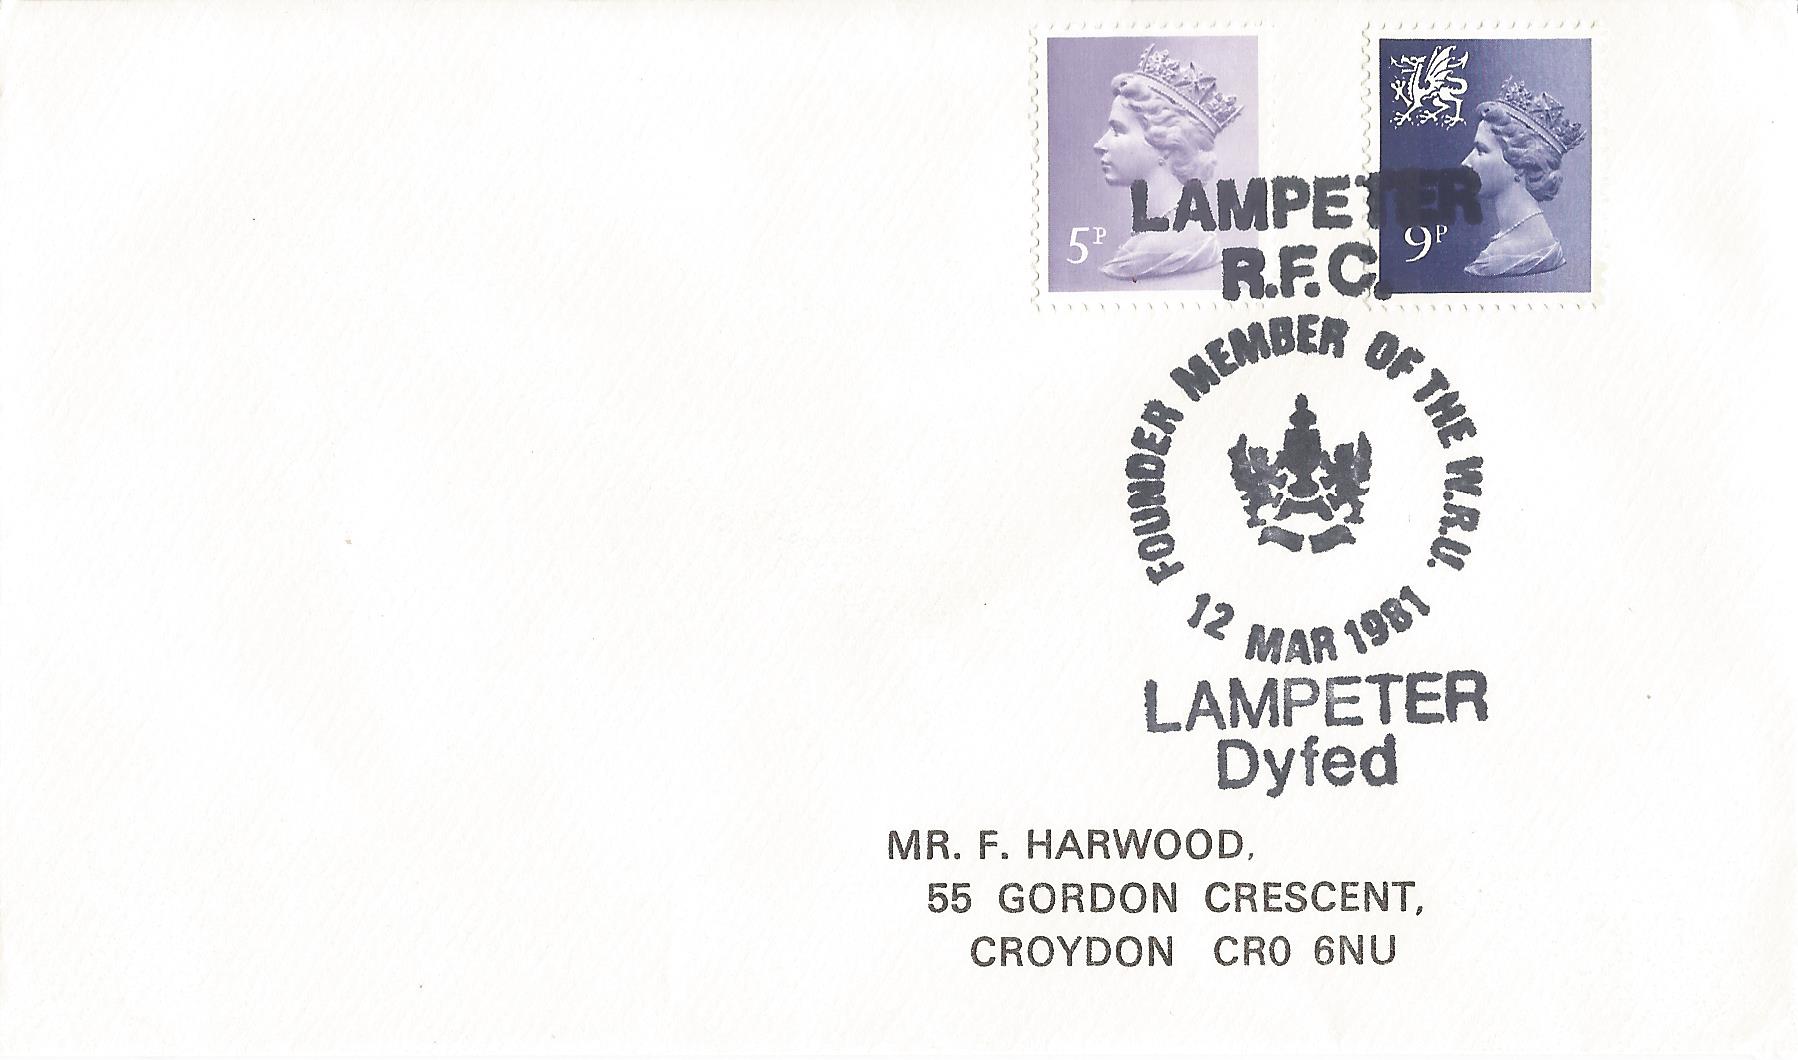 5P
9P
LAMPETER
R.F.C.
FOUNDER MEMBER OF THE W.R.U.
12 MAR 1981
LAMPETER
Dyfed
MR. F. HARWOOD,
55 GORDON CRESCENT,
CROYDON CR0 6NU